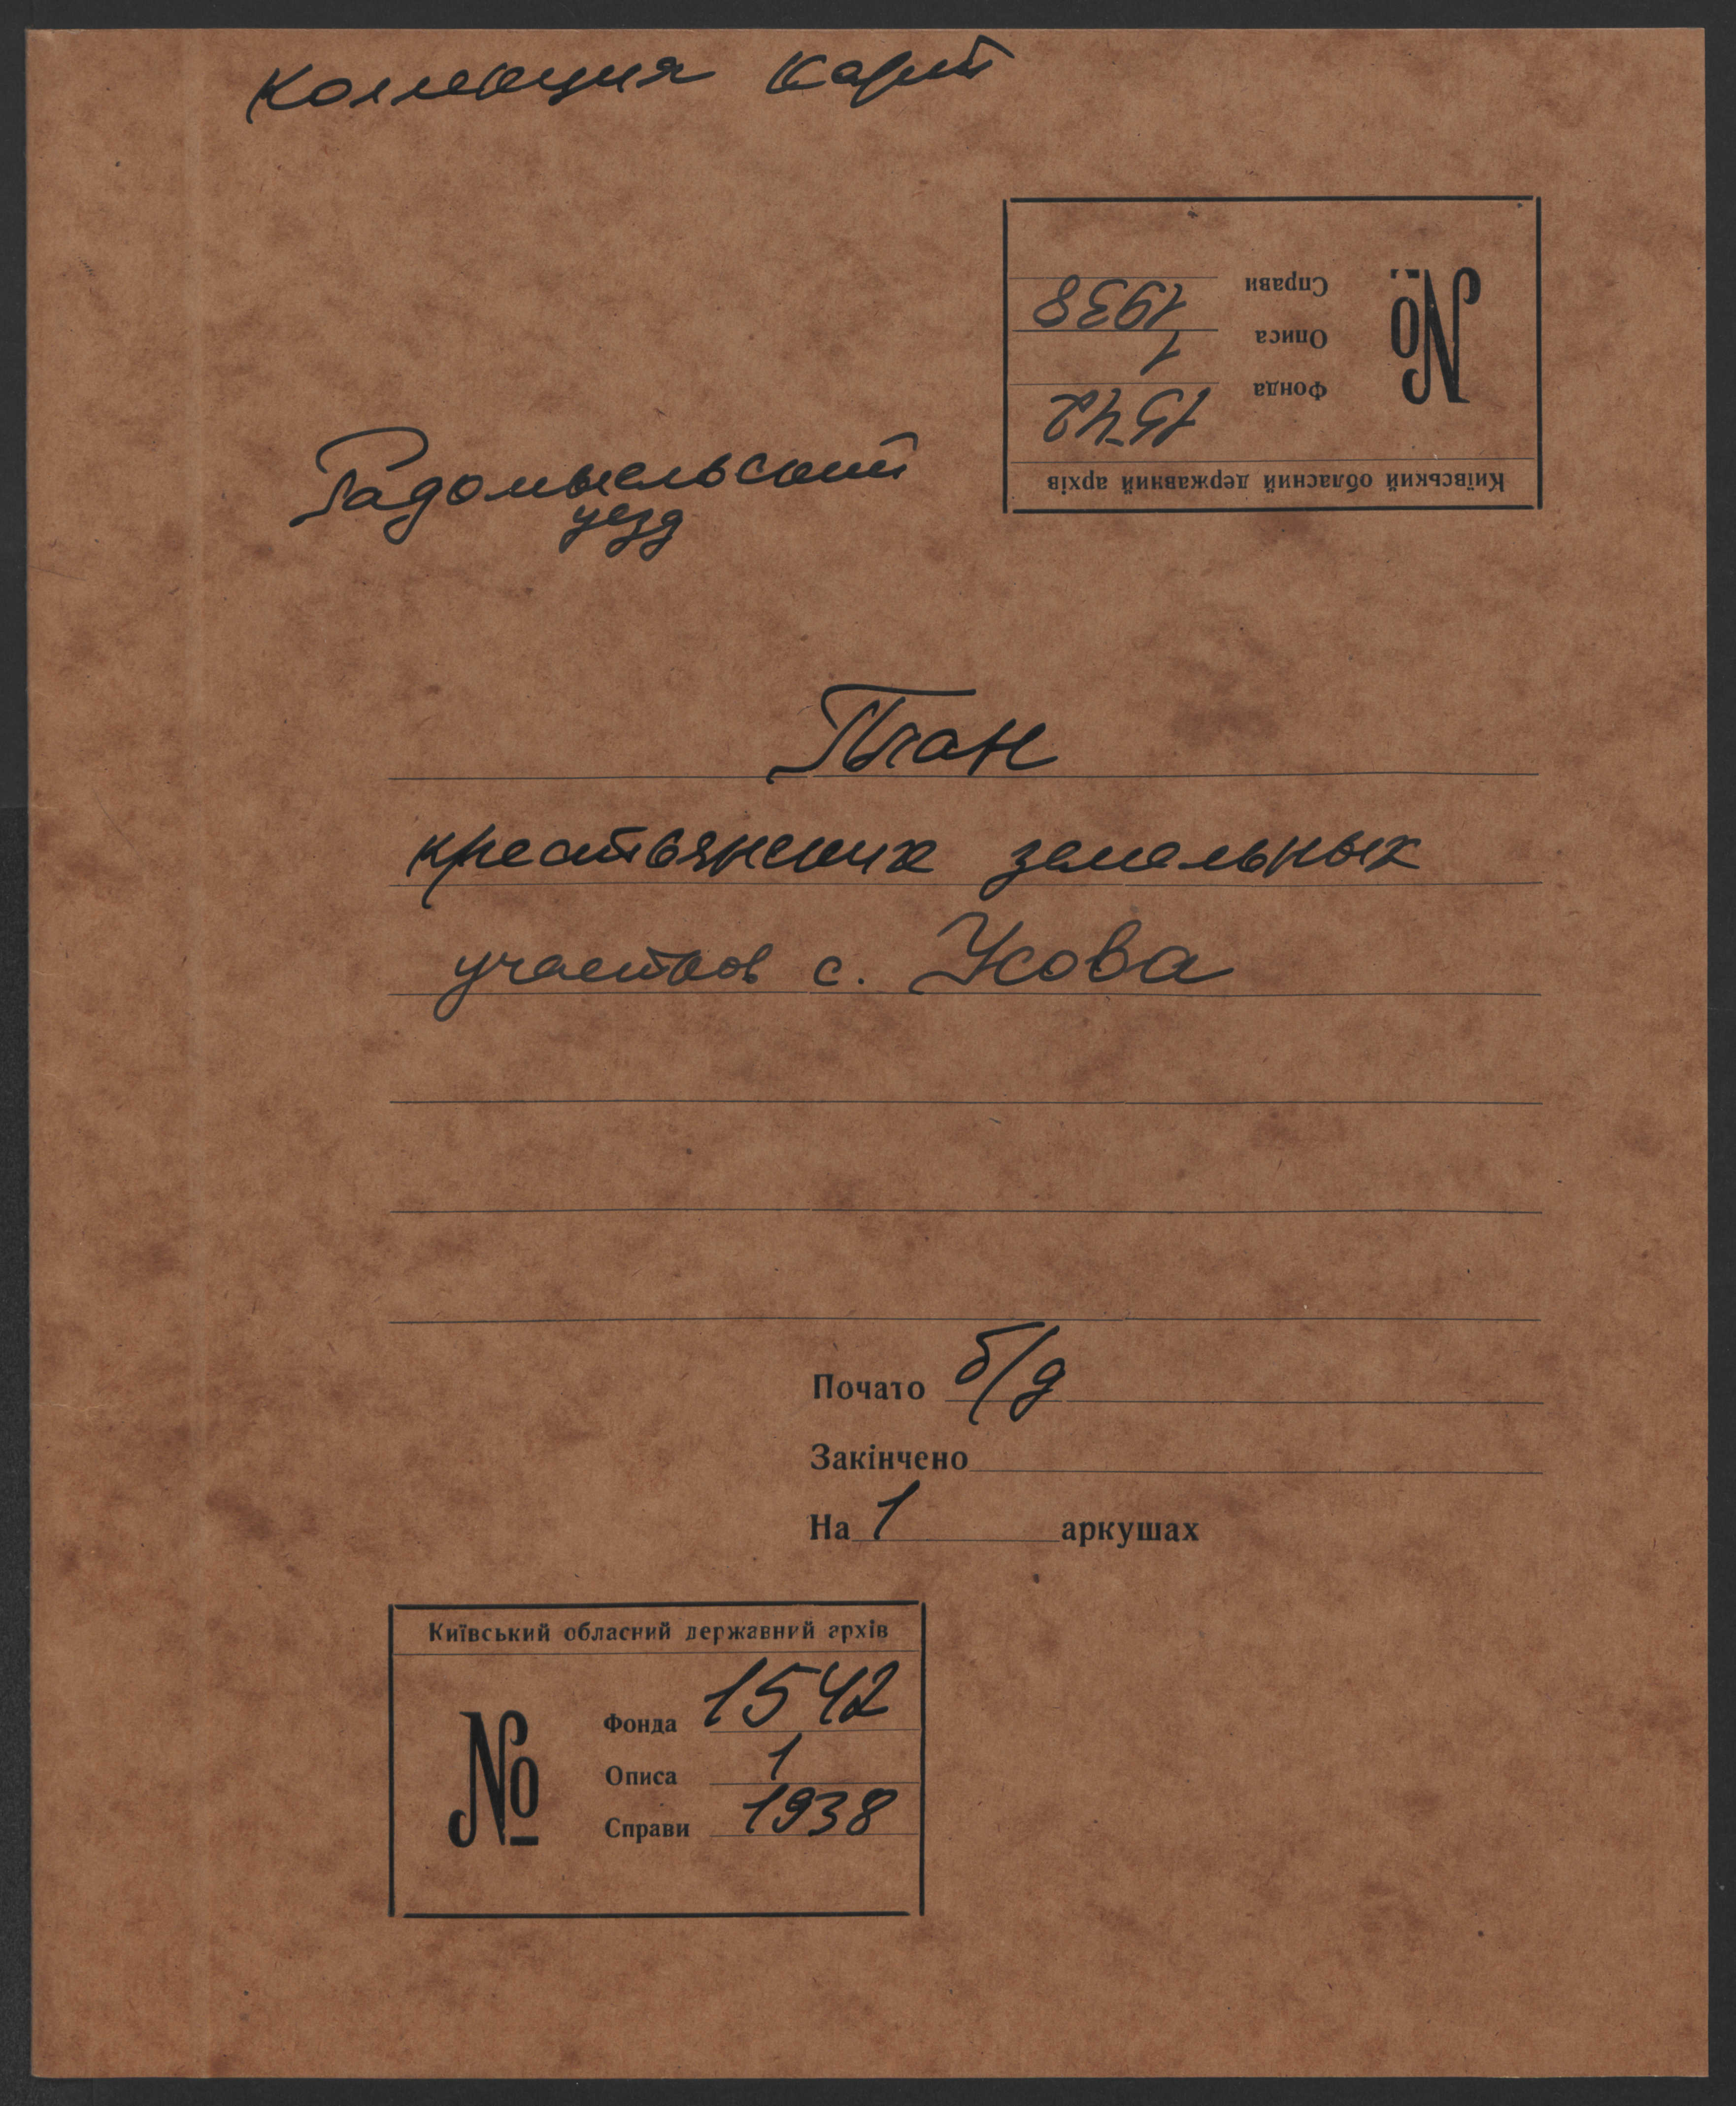 Коллекция карт
Київський обласний державний архів
№
Фонда 1542
Описа 1
Справи 1938
Радомысльский
уезд
План
крестьянских земельных
участков с. Усова
Почато б/д
Закінчено
На 1 аркушах
Київський обласний державний архів
№
Фонда 1542
Описа 1
Справи 1938